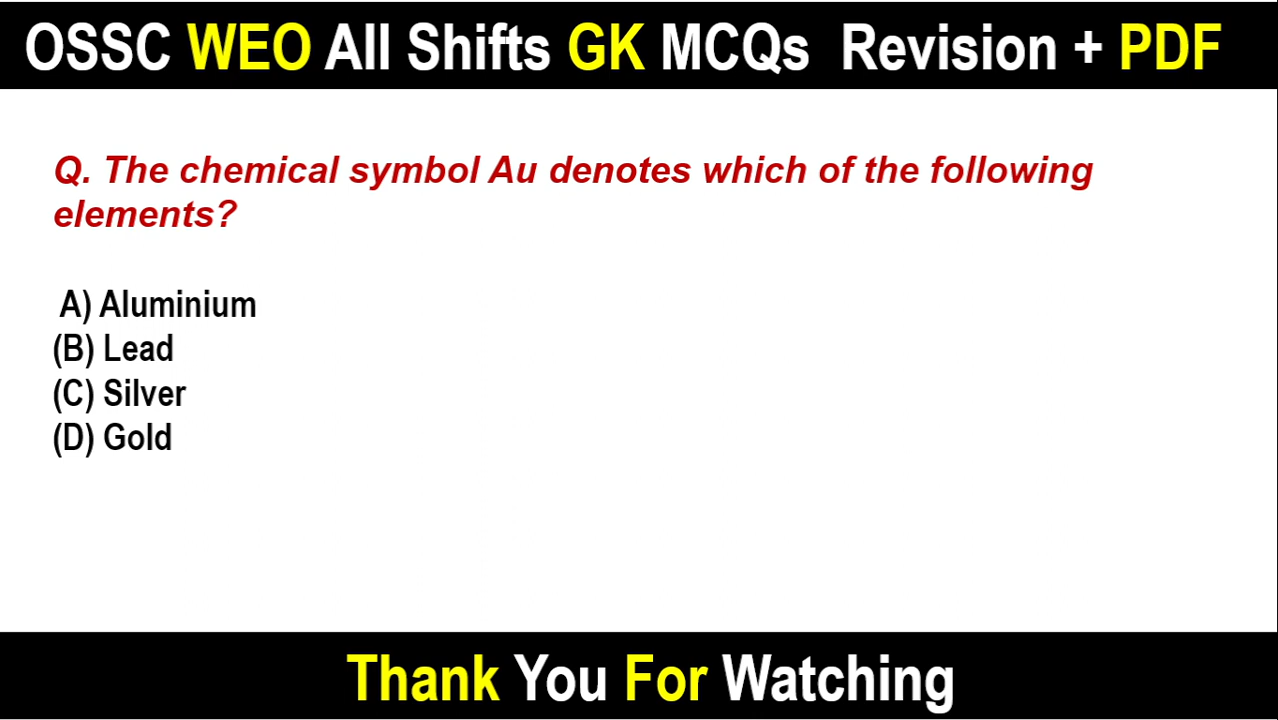 OSSC WEO All Shifts GK MCQs Revision + PDF
Q. The chemical symbol Au denotes which of the following
elements?
A) Aluminium
(B) Lead
(C) Silver
(D) Gold
Thank You For Watching